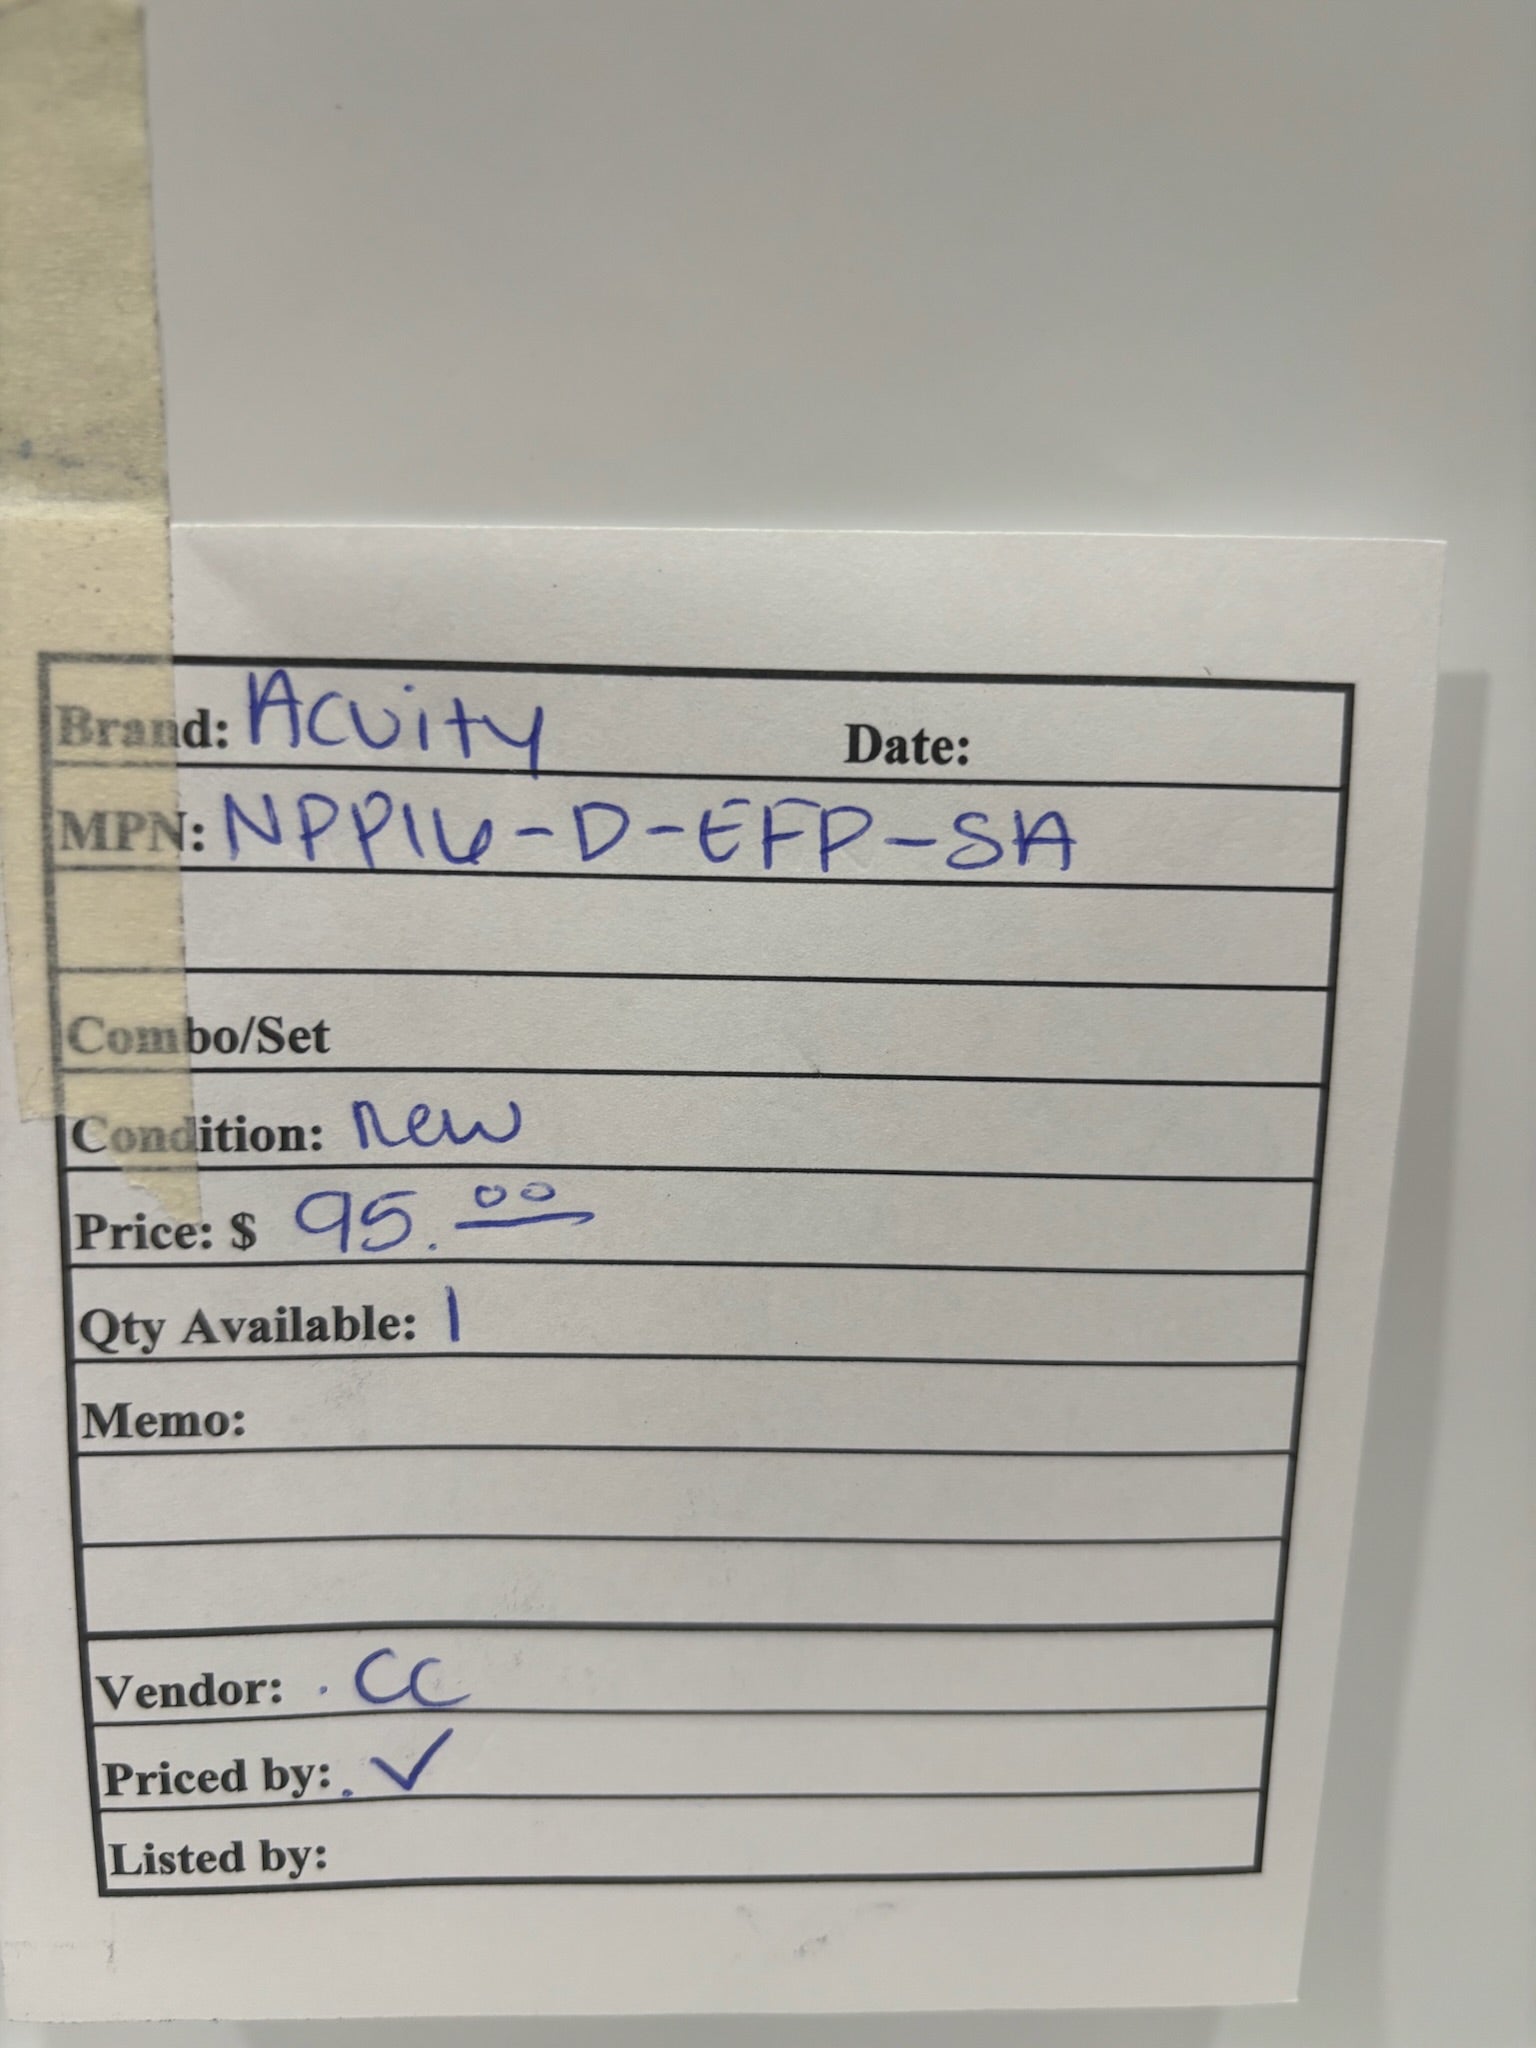 Brand: Acuity Date:
MPN: NPP16-D-EFP-SA
Combo/Set
Condition: New
Price: $ 95.00
Qty Available: 1
Memo:
Vendor: . CC
Priced by: . ✓
Listed by: